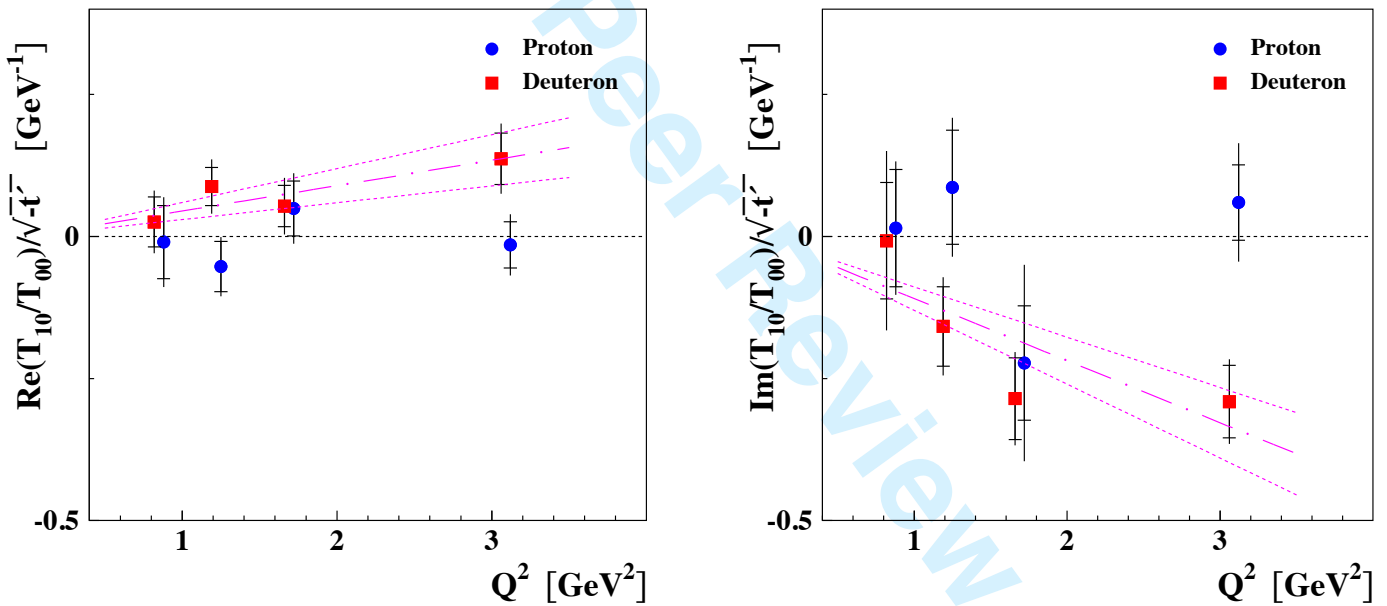 Re(T₁₀/T₀₀)/√-t′ [GeV⁻¹]
Proton
Deuteron
0
-0.5
1 2 3
Q² [GeV²]
Im(T₁₀/T₀₀)/√-t′ [GeV⁻¹]
Proton
Deuteron
0
-0.5
1 2 3
Q² [GeV²]
Peer Review